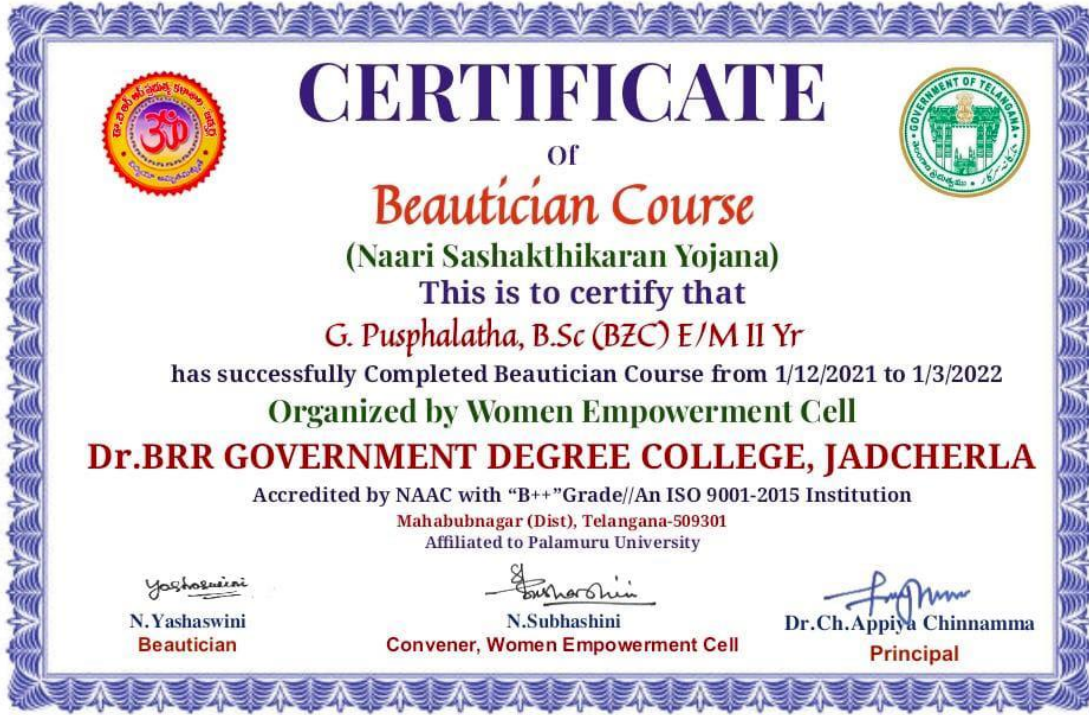 CERTIFICATE
GOVERNMENT OF TELANGANA
Of
Beautician Course
(Naari Sashakthikaran Yojana)
This is to certify that
G. Pusphalatha, B.Sc (BZC) E/M II Yr
has successfully Completed Beautician Course from 1/12/2021 to 1/3/2022
Organized by Women Empowerment Cell
Dr.BRR GOVERNMENT DEGREE COLLEGE, JADCHERLA
Accredited by NAAC with “B++”Grade//An ISO 9001-2015 Institution
Mahabubnagar (Dist), Telangana-509301
Affiliated to Palamuru University
Yashaswini
N.Yashaswini
Beautician
N.Subhashini
Convener, Women Empowerment Cell
Dr.Ch.Appiya Chinnamma
Principal